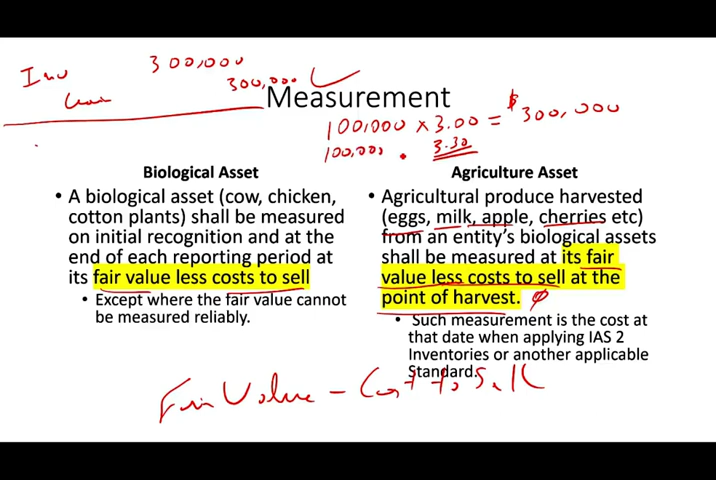 Inv 300,000
Gain 300,000
Measurement
100,000 × 3.00 = $300,000
100,000 • 3.30
Biological Asset
• A biological asset (cow, chicken,
cotton plants) shall be measured
on initial recognition and at the
end of each reporting period at
its fair value less costs to sell
• Except where the fair value cannot
be measured reliably.
Agriculture Asset
• Agricultural produce harvested
(eggs, milk, apple, cherries etc)
from an entity's biological assets
shall be measured at its fair
value less costs to sell at the
point of harvest.
• Such measurement is the cost at
that date when applying IAS 2
Inventories or another applicable
Standard.
Fair Value - Cost to Sell